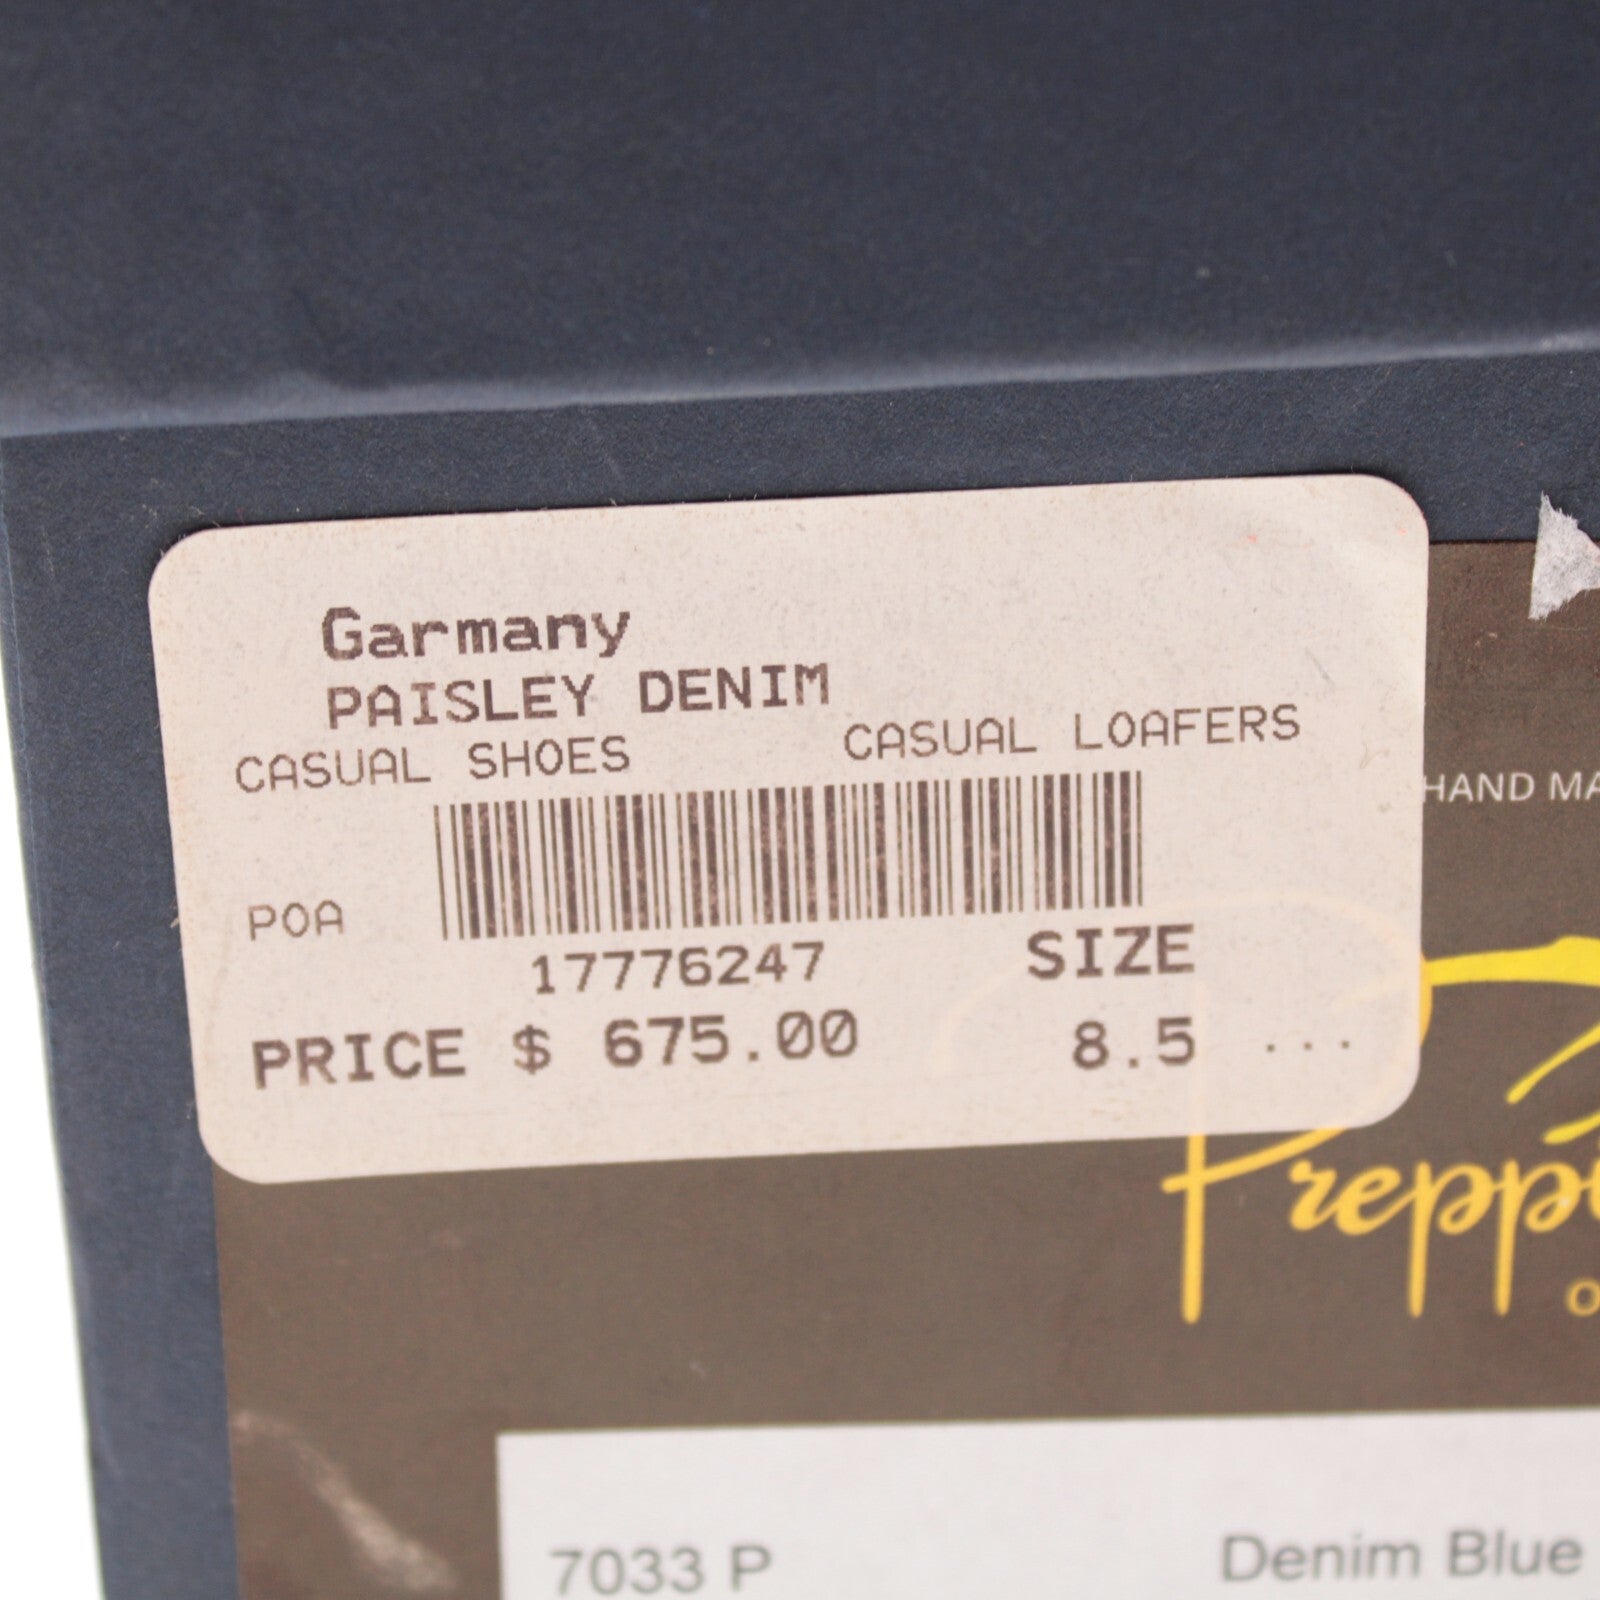 Garmany
PAISLEY DENIM
CASUAL SHOES CASUAL LOAFERS
POA
17776247 SIZE
PRICE $ 675.00 8.5 ...
HAND MA
Prepp
7033 P Denim Blue